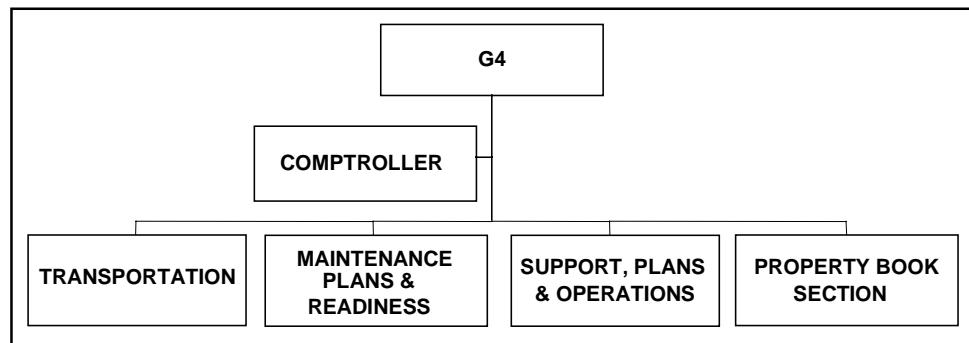 G4
COMPTROLLER
TRANSPORTATION
MAINTENANCE
PLANS &
READINESS
SUPPORT, PLANS
& OPERATIONS
PROPERTY BOOK
SECTION